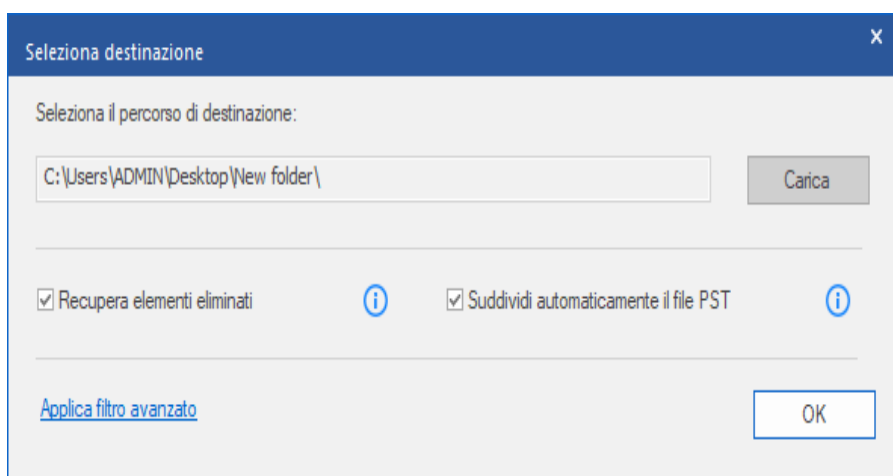 Seleziona destinazione
x
Seleziona il percorso di destinazione:
C:\Users\ADMIN\Desktop\New folder\
Carica
Recupera elementi eliminati
Suddividi automaticamente il file PST
Applica filtro avanzato
OK